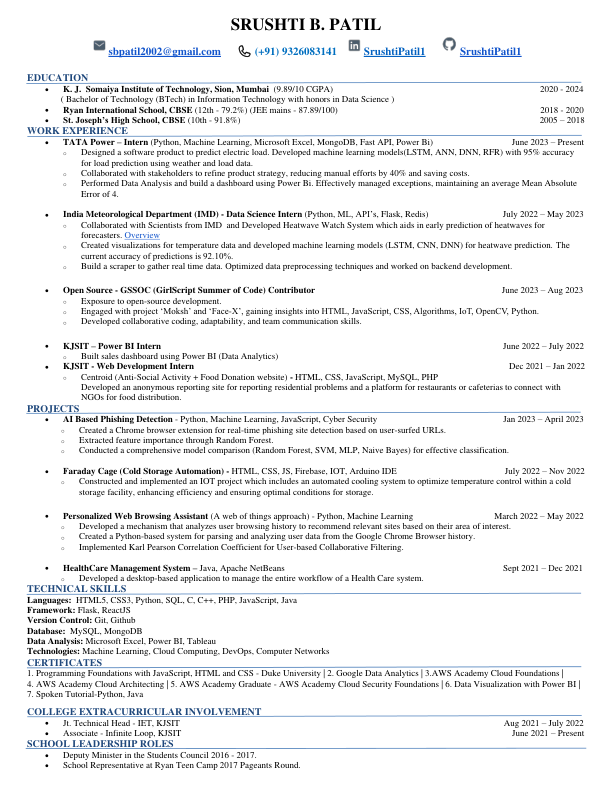 SRUSHTI B. PATIL
sbpatil2002@gmail.com (+91) 9326083141 SrushtiPatil1 SrushtiPatil1
EDUCATION
• K. J. Somaiya Institute of Technology, Sion, Mumbai (9.89/10 CGPA) 2020 - 2024
( Bachelor of Technology (BTech) in Information Technology with honors in Data Science )
• Ryan International School, CBSE (12th - 79.2%) (JEE mains - 87.89/100) 2018 - 2020
• St. Joseph's High School, CBSE (10th - 91.8%) 2005 – 2018
WORK EXPERIENCE
• TATA Power – Intern (Python, Machine Learning, Microsoft Excel, MongoDB, Fast API, Power Bi) June 2023 – Present
○ Designed a software product to predict electric load. Developed machine learning models(LSTM, ANN, DNN, RFR) with 95% accuracy
for load prediction using weather and load data.
○ Collaborated with stakeholders to refine product strategy, reducing manual efforts by 40% and saving costs.
○ Performed Data Analysis and build a dashboard using Power Bi. Effectively managed exceptions, maintaining an average Mean Absolute
Error of 4.
• India Meteorological Department (IMD) - Data Science Intern (Python, ML, API's, Flask, Redis) July 2022 – May 2023
○ Collaborated with Scientists from IMD and Developed Heatwave Watch System which aids in early prediction of heatwaves for
forecasters. Overview
○ Created visualizations for temperature data and developed machine learning models (LSTM, CNN, DNN) for heatwave prediction. The
current accuracy of predictions is 92.10%.
○ Build a scraper to gather real time data. Optimized data preprocessing techniques and worked on backend development.
• Open Source - GSSOC (GirlScript Summer of Code) Contributor June 2023 – Aug 2023
○ Exposure to open-source development.
○ Engaged with project 'Moksh' and 'Face-X', gaining insights into HTML, JavaScript, CSS, Algorithms, IoT, OpenCV, Python.
○ Developed collaborative coding, adaptability, and team communication skills.
• KJSIT – Power BI Intern June 2022 – July 2022
○ Built sales dashboard using Power BI (Data Analytics)
• KJSIT - Web Development Intern Dec 2021 – Jan 2022
○ Centroid (Anti-Social Activity + Food Donation website) - HTML, CSS, JavaScript, MySQL, PHP
Developed an anonymous reporting site for reporting residential problems and a platform for restaurants or cafeterias to connect with
NGOs for food distribution.
PROJECTS
• AI Based Phishing Detection - Python, Machine Learning, JavaScript, Cyber Security Jan 2023 – April 2023
○ Created a Chrome browser extension for real-time phishing site detection based on user-surfed URLs.
○ Extracted feature importance through Random Forest.
○ Conducted a comprehensive model comparison (Random Forest, SVM, MLP, Naive Bayes) for effective classification.
• Faraday Cage (Cold Storage Automation) - HTML, CSS, JS, Firebase, IOT, Arduino IDE July 2022 – Nov 2022
○ Constructed and implemented an IOT project which includes an automated cooling system to optimize temperature control within a cold
storage facility, enhancing efficiency and ensuring optimal conditions for storage.
• Personalized Web Browsing Assistant (A web of things approach) - Python, Machine Learning March 2022 – May 2022
○ Developed a mechanism that analyzes user browsing history to recommend relevant sites based on their area of interest.
○ Created a Python-based system for parsing and analyzing user data from the Google Chrome Browser history.
○ Implemented Karl Pearson Correlation Coefficient for User-based Collaborative Filtering.
• HealthCare Management System – Java, Apache NetBeans Sept 2021 – Dec 2021
○ Developed a desktop-based application to manage the entire workflow of a Health Care system.
TECHNICAL SKILLS
Languages: HTML5, CSS3, Python, SQL, C, C++, PHP, JavaScript, Java
Framework: Flask, ReactJS
Version Control: Git, Github
Database: MySQL, MongoDB
Data Analysis: Microsoft Excel, Power BI, Tableau
Technologies: Machine Learning, Cloud Computing, DevOps, Computer Networks
CERTIFICATES
1. Programming Foundations with JavaScript, HTML and CSS - Duke University | 2. Google Data Analytics | 3.AWS Academy Cloud Foundations |
4. AWS Academy Cloud Architecting | 5. AWS Academy Graduate - AWS Academy Cloud Security Foundations | 6. Data Visualization with Power BI |
7. Spoken Tutorial-Python, Java
COLLEGE EXTRACURRICULAR INVOLVEMENT
• Jt. Technical Head - IET, KJSIT Aug 2021 – July 2022
• Associate - Infinite Loop, KJSIT June 2021 – Present
SCHOOL LEADERSHIP ROLES
• Deputy Minister in the Students Council 2016 - 2017.
• School Representative at Ryan Teen Camp 2017 Pageants Round.